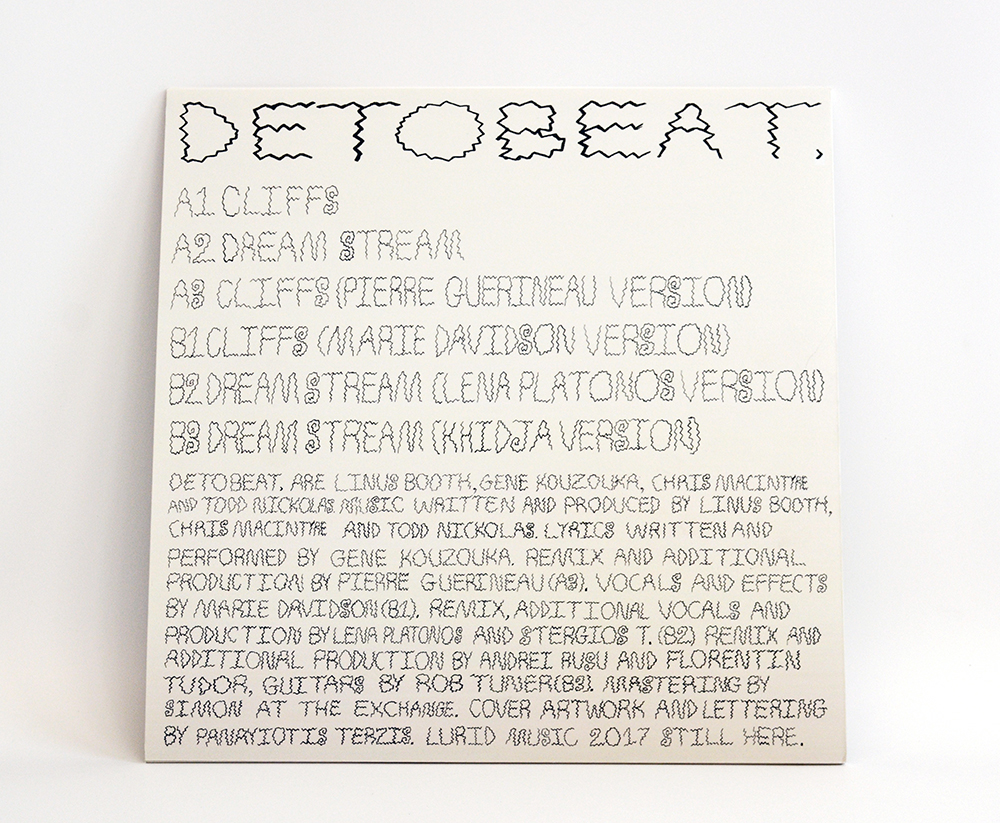 DETOBEAT.
A1 CLIFFS
A2 DREAM STREAM
A3 CLIFFS (PIERRE GUERINEAU VERSION)
B1 CLIFFS (MARIE DAVIDSON VERSION)
B2 DREAM STREAM (LENA PLATONOS VERSION)
B3 DREAM STREAM (KHIDJA VERSION)
DETOBEAT. ARE LINUS BOOTH, GENE KOUZOUKA, CHRIS MACINTYRE
AND TODD NICKOLAS MUSIC WRITTEN AND PRODUCED BY LINUS BOOTH,
CHRIS MACINTYRE AND TODD NICKOLAS. LYRICS WRITTEN AND
PERFORMED BY GENE KOUZOUKA. REMIX AND ADDITIONAL
PRODUCTION BY PIERRE GUERINEAU (A3). VOCALS AND EFFECTS
BY MARIE DAVIDSON (B1). REMIX, ADDITIONAL VOCALS AND
PRODUCTION BY LENA PLATONOS AND STERGIOS T. (B2) REMIX AND
ADDITIONAL PRODUCTION BY ANDREI RUSU AND FLORENTIN
TUDOR, GUITARS BY ROB TUNER (B3). MASTERING BY
SIMON AT THE EXCHANGE. COVER ARTWORK AND LETTERING
BY PANAYIOTIS TERZIS. LURID MUSIC 2017 STILL HERE.